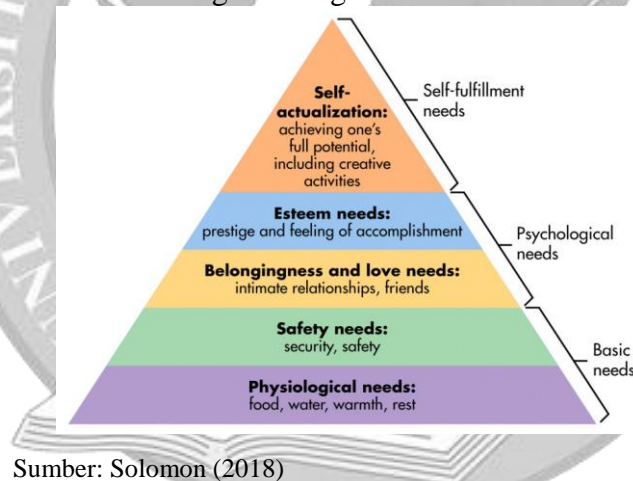 Self-
actualization:
achieving one's
full potential,
including creative
activities
Self-fulfillment
needs
Esteem needs:
prestige and feeling of accomplishment
Psychological
needs
Belongingness and love needs:
intimate relationships, friends
Safety needs:
security, safety
Basic
needs
Physiological needs:
food, water, warmth, rest
Sumber: Solomon (2018)